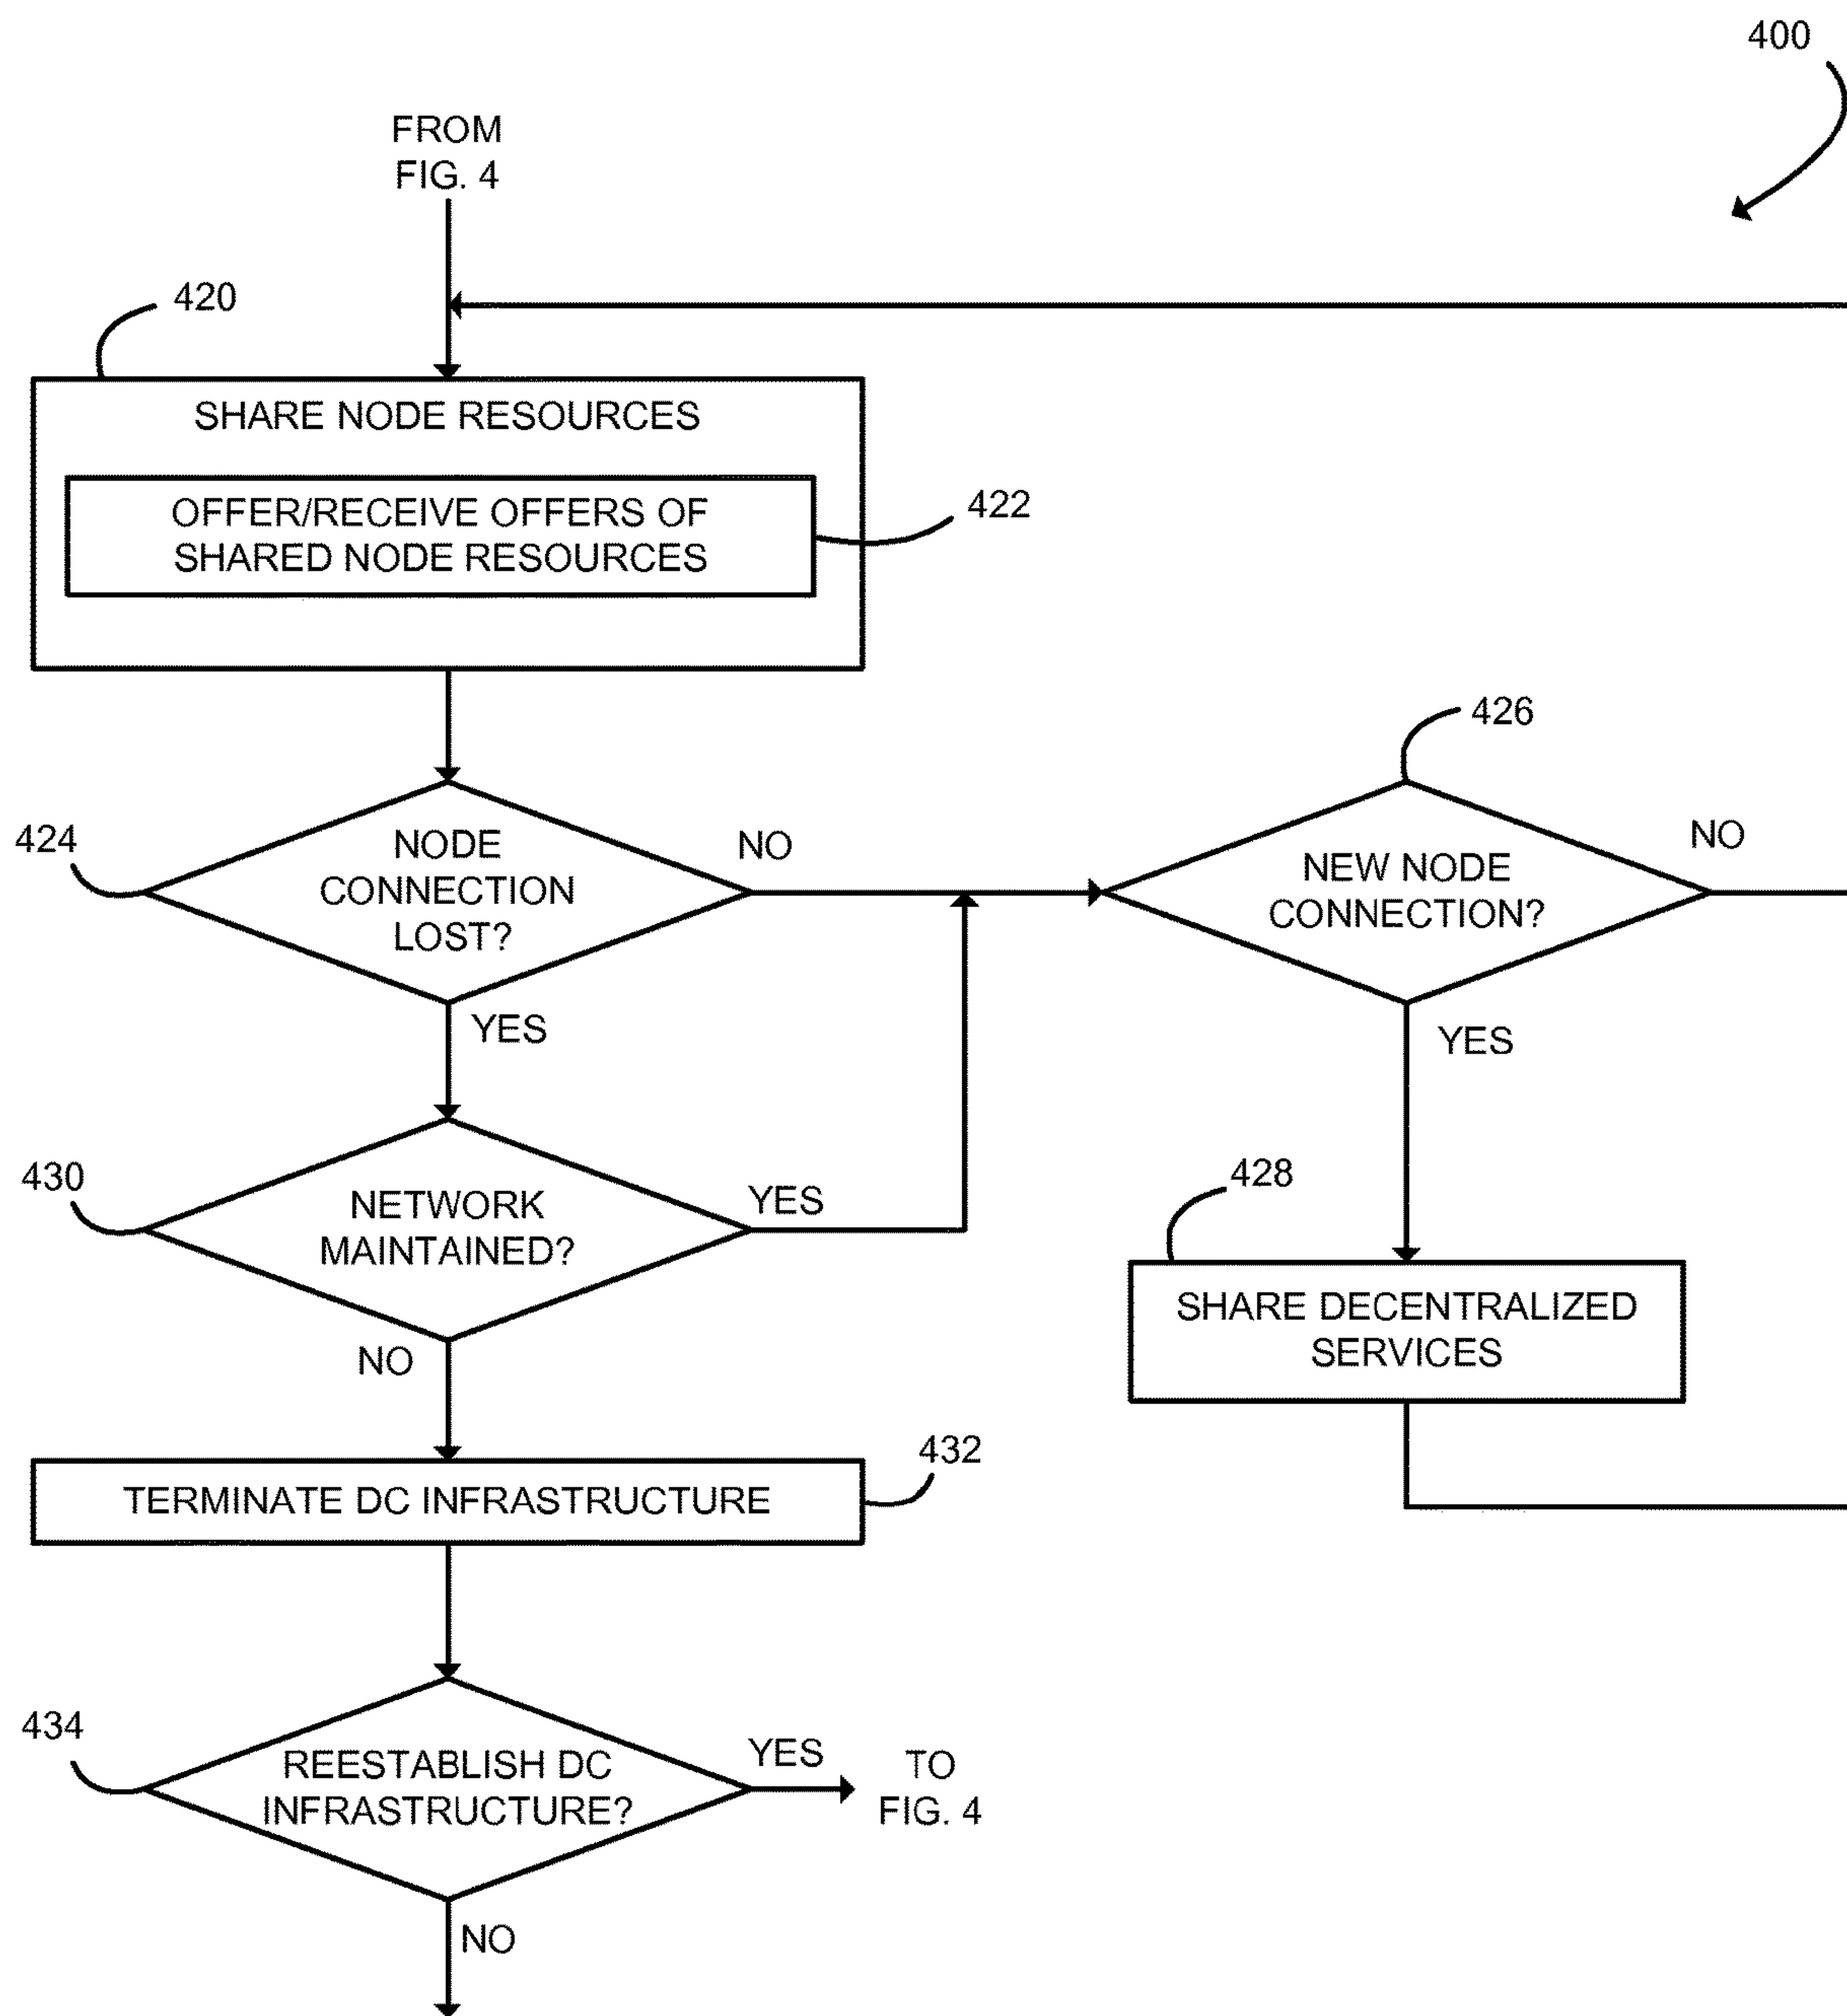 400
FROM
FIG. 4
420
SHARE NODE RESOURCES
OFFER/RECEIVE OFFERS OF
SHARED NODE RESOURCES
422
424
NODE
CONNECTION
LOST?
NO
426
NEW NODE
CONNECTION?
NO
YES
YES
430
NETWORK
MAINTAINED?
YES
NO
428
SHARE DECENTRALIZED
SERVICES
432
TERMINATE DC INFRASTRUCTURE
434
REESTABLISH DC
INFRASTRUCTURE?
YES
TO
FIG. 4
NO